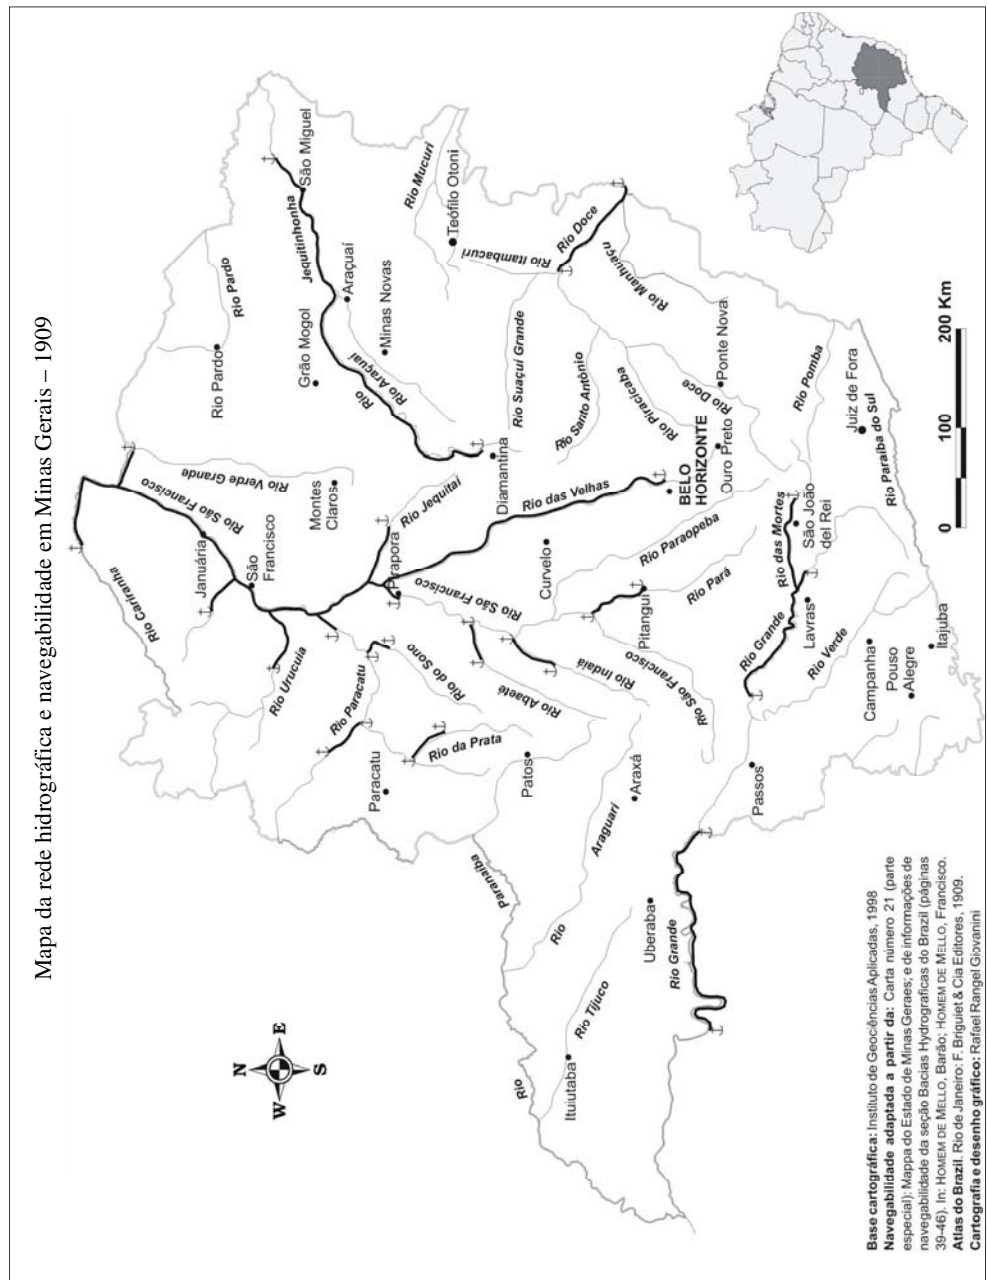 Mapa da rede hidrográfica e navegabilidade em Minas Gerais – 1909
N
W
E
S
Rio Carinhanha
Rio São Francisco
Rio Verde Grande
Januária
São
Francisco
Montes
Claros
Rio Pardo
Rio Pardo
Grão Mogol
Rio
Jequitinhonha
São Miguel
Araçuaí
Rio Araçuaí
Minas Novas
Rio Mucuri
Teófilo Otoni
Rio Itambacuri
Rio Urucuia
Rio Paracatu
Paracatu
Rio do Sono
Rio da Prata
Pirapora
Rio Jequitaí
Diamantina
Rio Suaçuí Grande
Rio Doce
Rio Manhuaçu
Rio São Francisco
Rio das Velhas
Curvelo
Rio Abaeté
Rio Indaiá
Patos
Rio
Paranaíba
Rio
Araguari
Araxá
Rio Tijuco
Ituiutaba
Uberaba
Rio Grande
Rio São Francisco
Pitangui
Rio Pará
Rio Paraopeba
BELO
HORIZONTE
Ouro Preto
Rio Santo Antônio
Rio Piracicaba
Rio Doce
Ponte Nova
Passos
Rio Grande
Lavras
Rio das Mortes
São João
del Rei
Rio Pomba
Juiz de Fora
Rio Paraíba do Sul
Rio Verde
Campanha
Pouso
Alegre
Itajuba
0
100
200 Km
Base cartográfica: Instituto de Geociências Aplicadas, 1998
Navegabilidade adaptada a partir da: Carta número 21 (parte
especial): Mappa do Estado de Minas Geraes; e de informações de
navegabilidade da seção Bacias Hydrograficas do Brazil (páginas
39-46). In: HOMEM DE MELLO, Barão; HOMEM DE MELLO, Francisco.
Atlas do Brazil. Rio de Janeiro: F. Briguiet & Cia Editores, 1909.
Cartografia e desenho gráfico: Rafael Rangel Giovanini